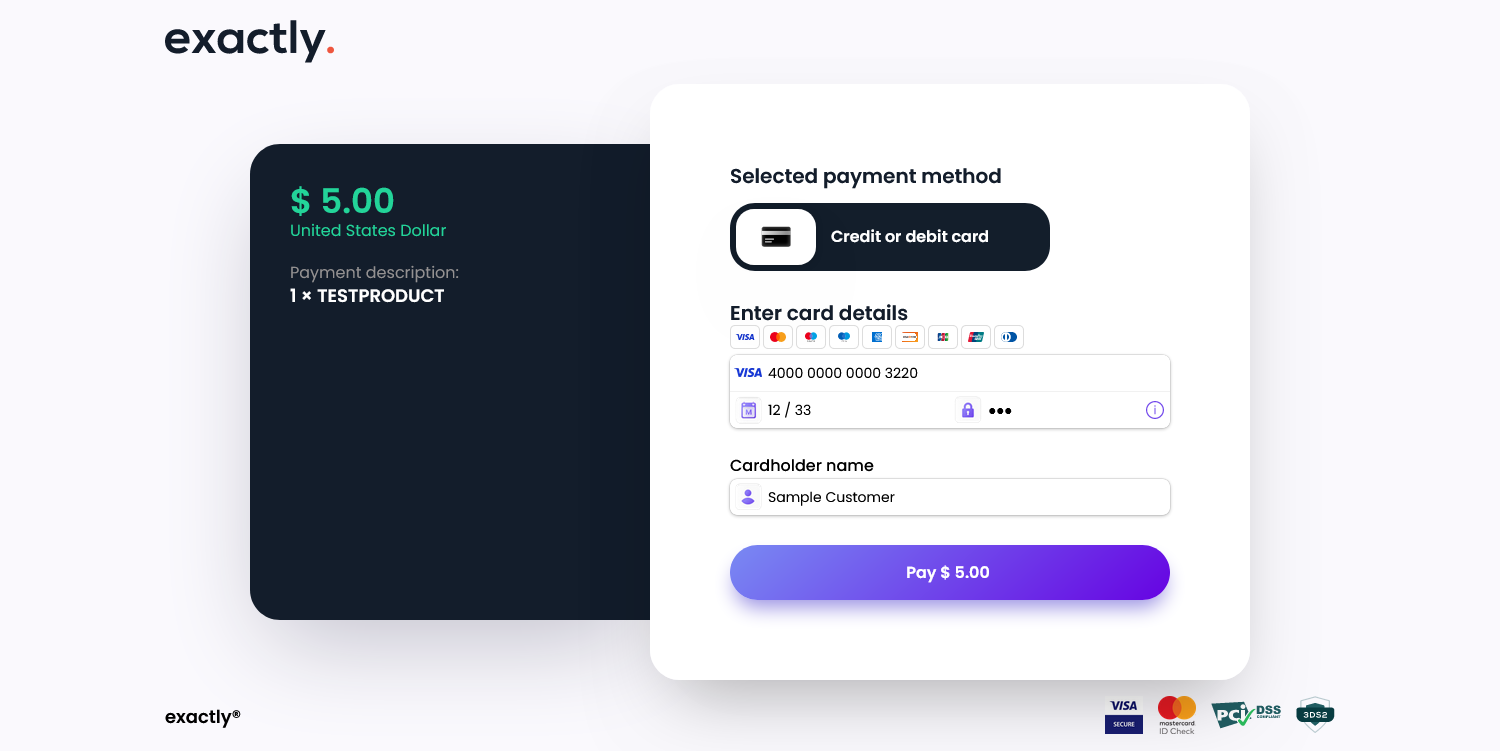 exactly.
$ 5.00
United States Dollar
Payment description:
1 × TESTPRODUCT
Selected payment method
Credit or debit card
Enter card details
VISA
VISA 4000 0000 0000 3220
M 12 / 33 ●●● i
Cardholder name
Sample Customer
Pay $ 5.00
exactly®
VISA
SECURE
mastercard
ID Check
PCI DSS
COMPLIANT
3DS2